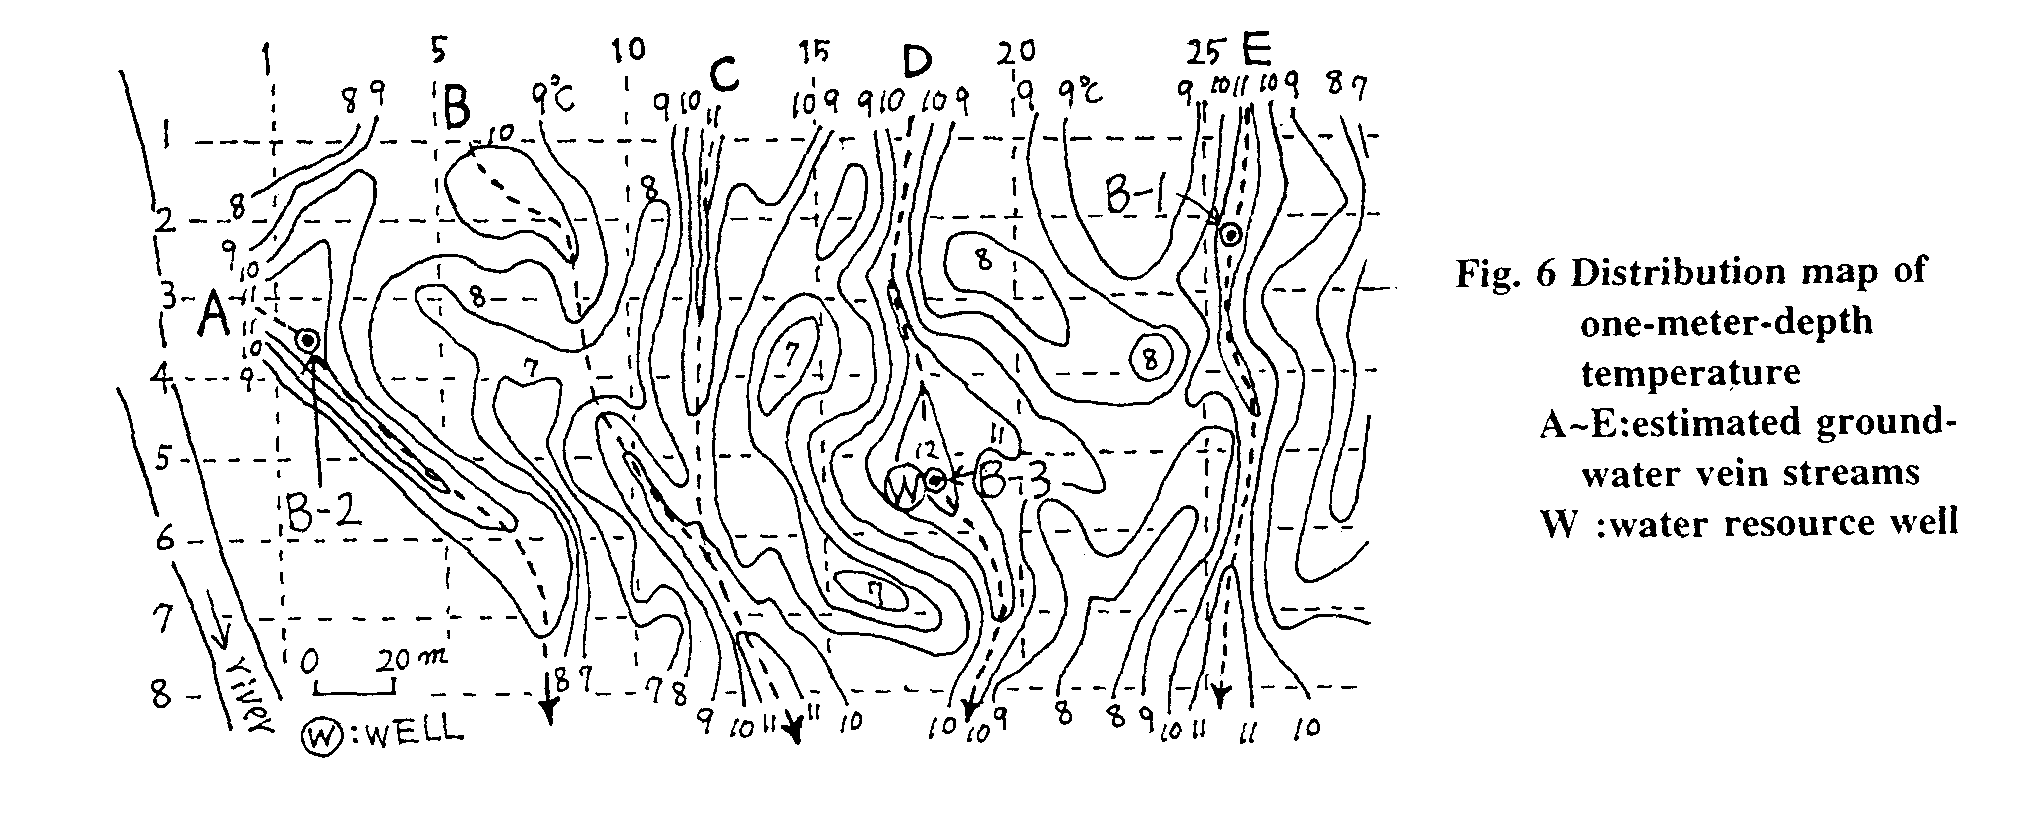 1 5 10 15 20 25
B C D E
8 9 9°C 9 10 11 10 9 9 10 10 9 9 9°C 9 10 11 10 9 8 7
1
10
8
B-1
2
8
9
10
8
3
11
8
A
11
10
7
7
8
4
9
5
12
11
W
B-3
B-2
6
7
7
0 20 m
8
river
8 7 7 8 9 10 11 11 10 10 10 9 8 8 9 10 11 11 10
W : WELL
Fig. 6 Distribution map of
one-meter-depth
temperature
A~E:estimated ground-
water vein streams
W :water resource well